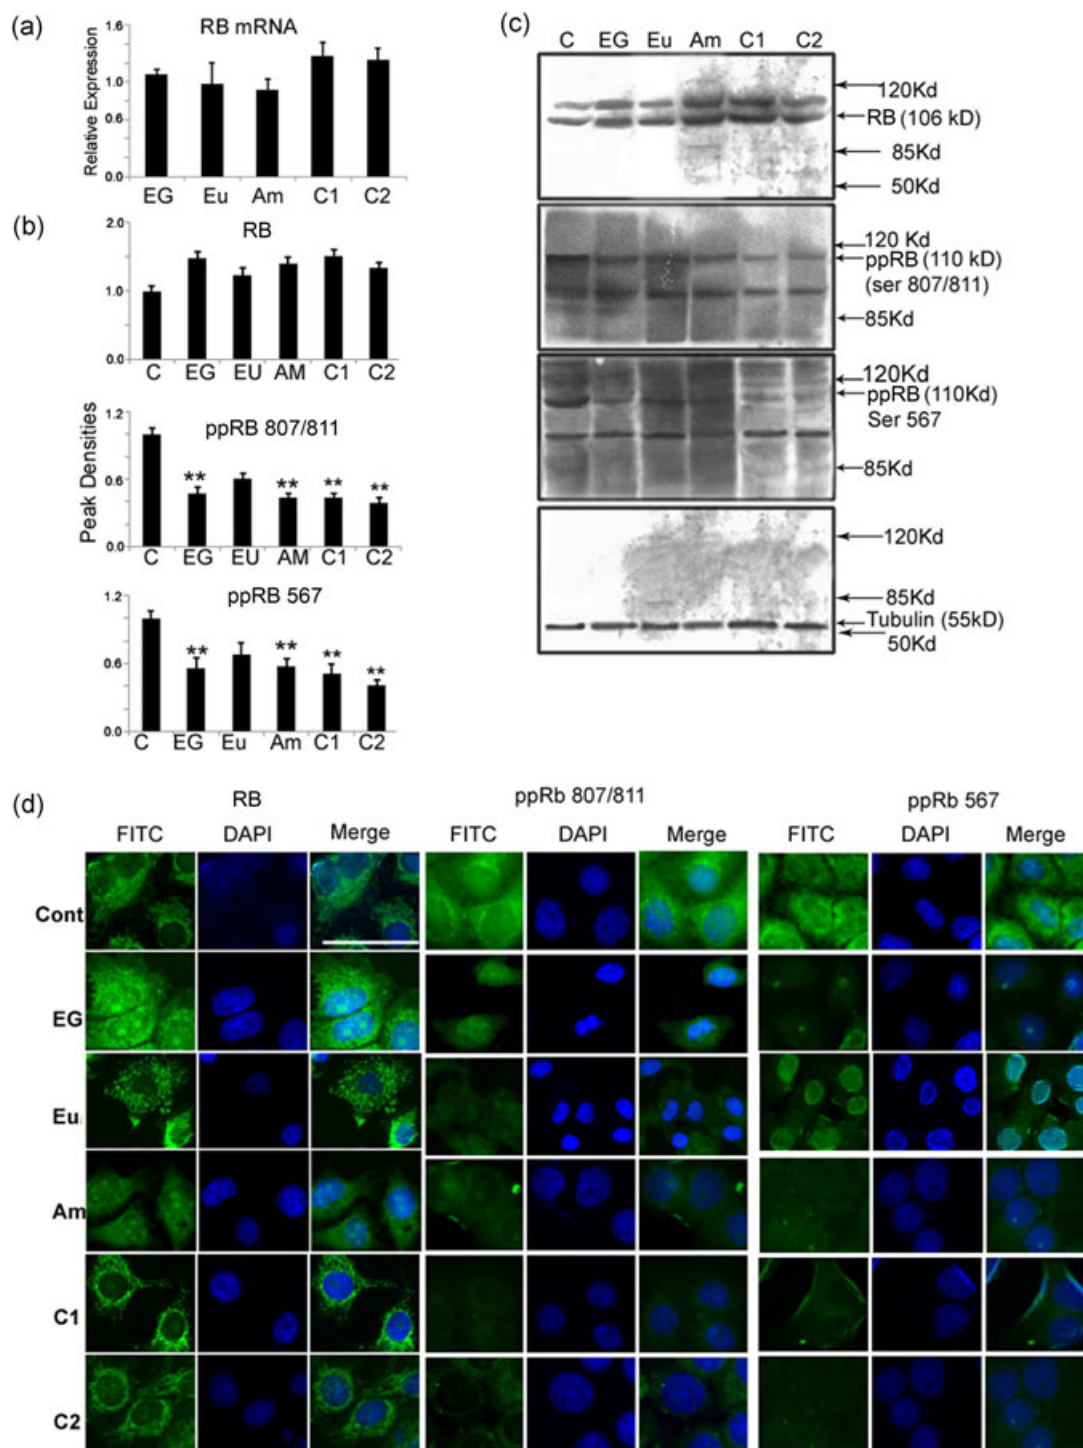 (a)
RB mRNA
Relative Expression
1.6
1.0
0.6
0.0
EG Eu Am C1 C2
(b)
RB
2.0
1.0
0.0
C EG EU AM C1 C2
Peak Densities
ppRB 807/811
1.2
0.6
0.0
** ** ** **
C EG EU AM C1 C2
ppRB 567
1.2
0.6
0.0
** ** ** **
C EG Eu Am C1 C2
(c)
C EG Eu Am C1 C2
120Kd
RB (106 kD)
85Kd
50Kd
120 Kd
ppRB (110 kD)
(ser 807/811)
85Kd
120Kd
ppRB (110Kd)
Ser 567
85Kd
120Kd
85Kd
Tubulin (55kD)
50Kd
(d)
RB ppRb 807/811 ppRb 567
FITC DAPI Merge FITC DAPI Merge FITC DAPI Merge
Cont
EG
Eu
Am
C1
C2